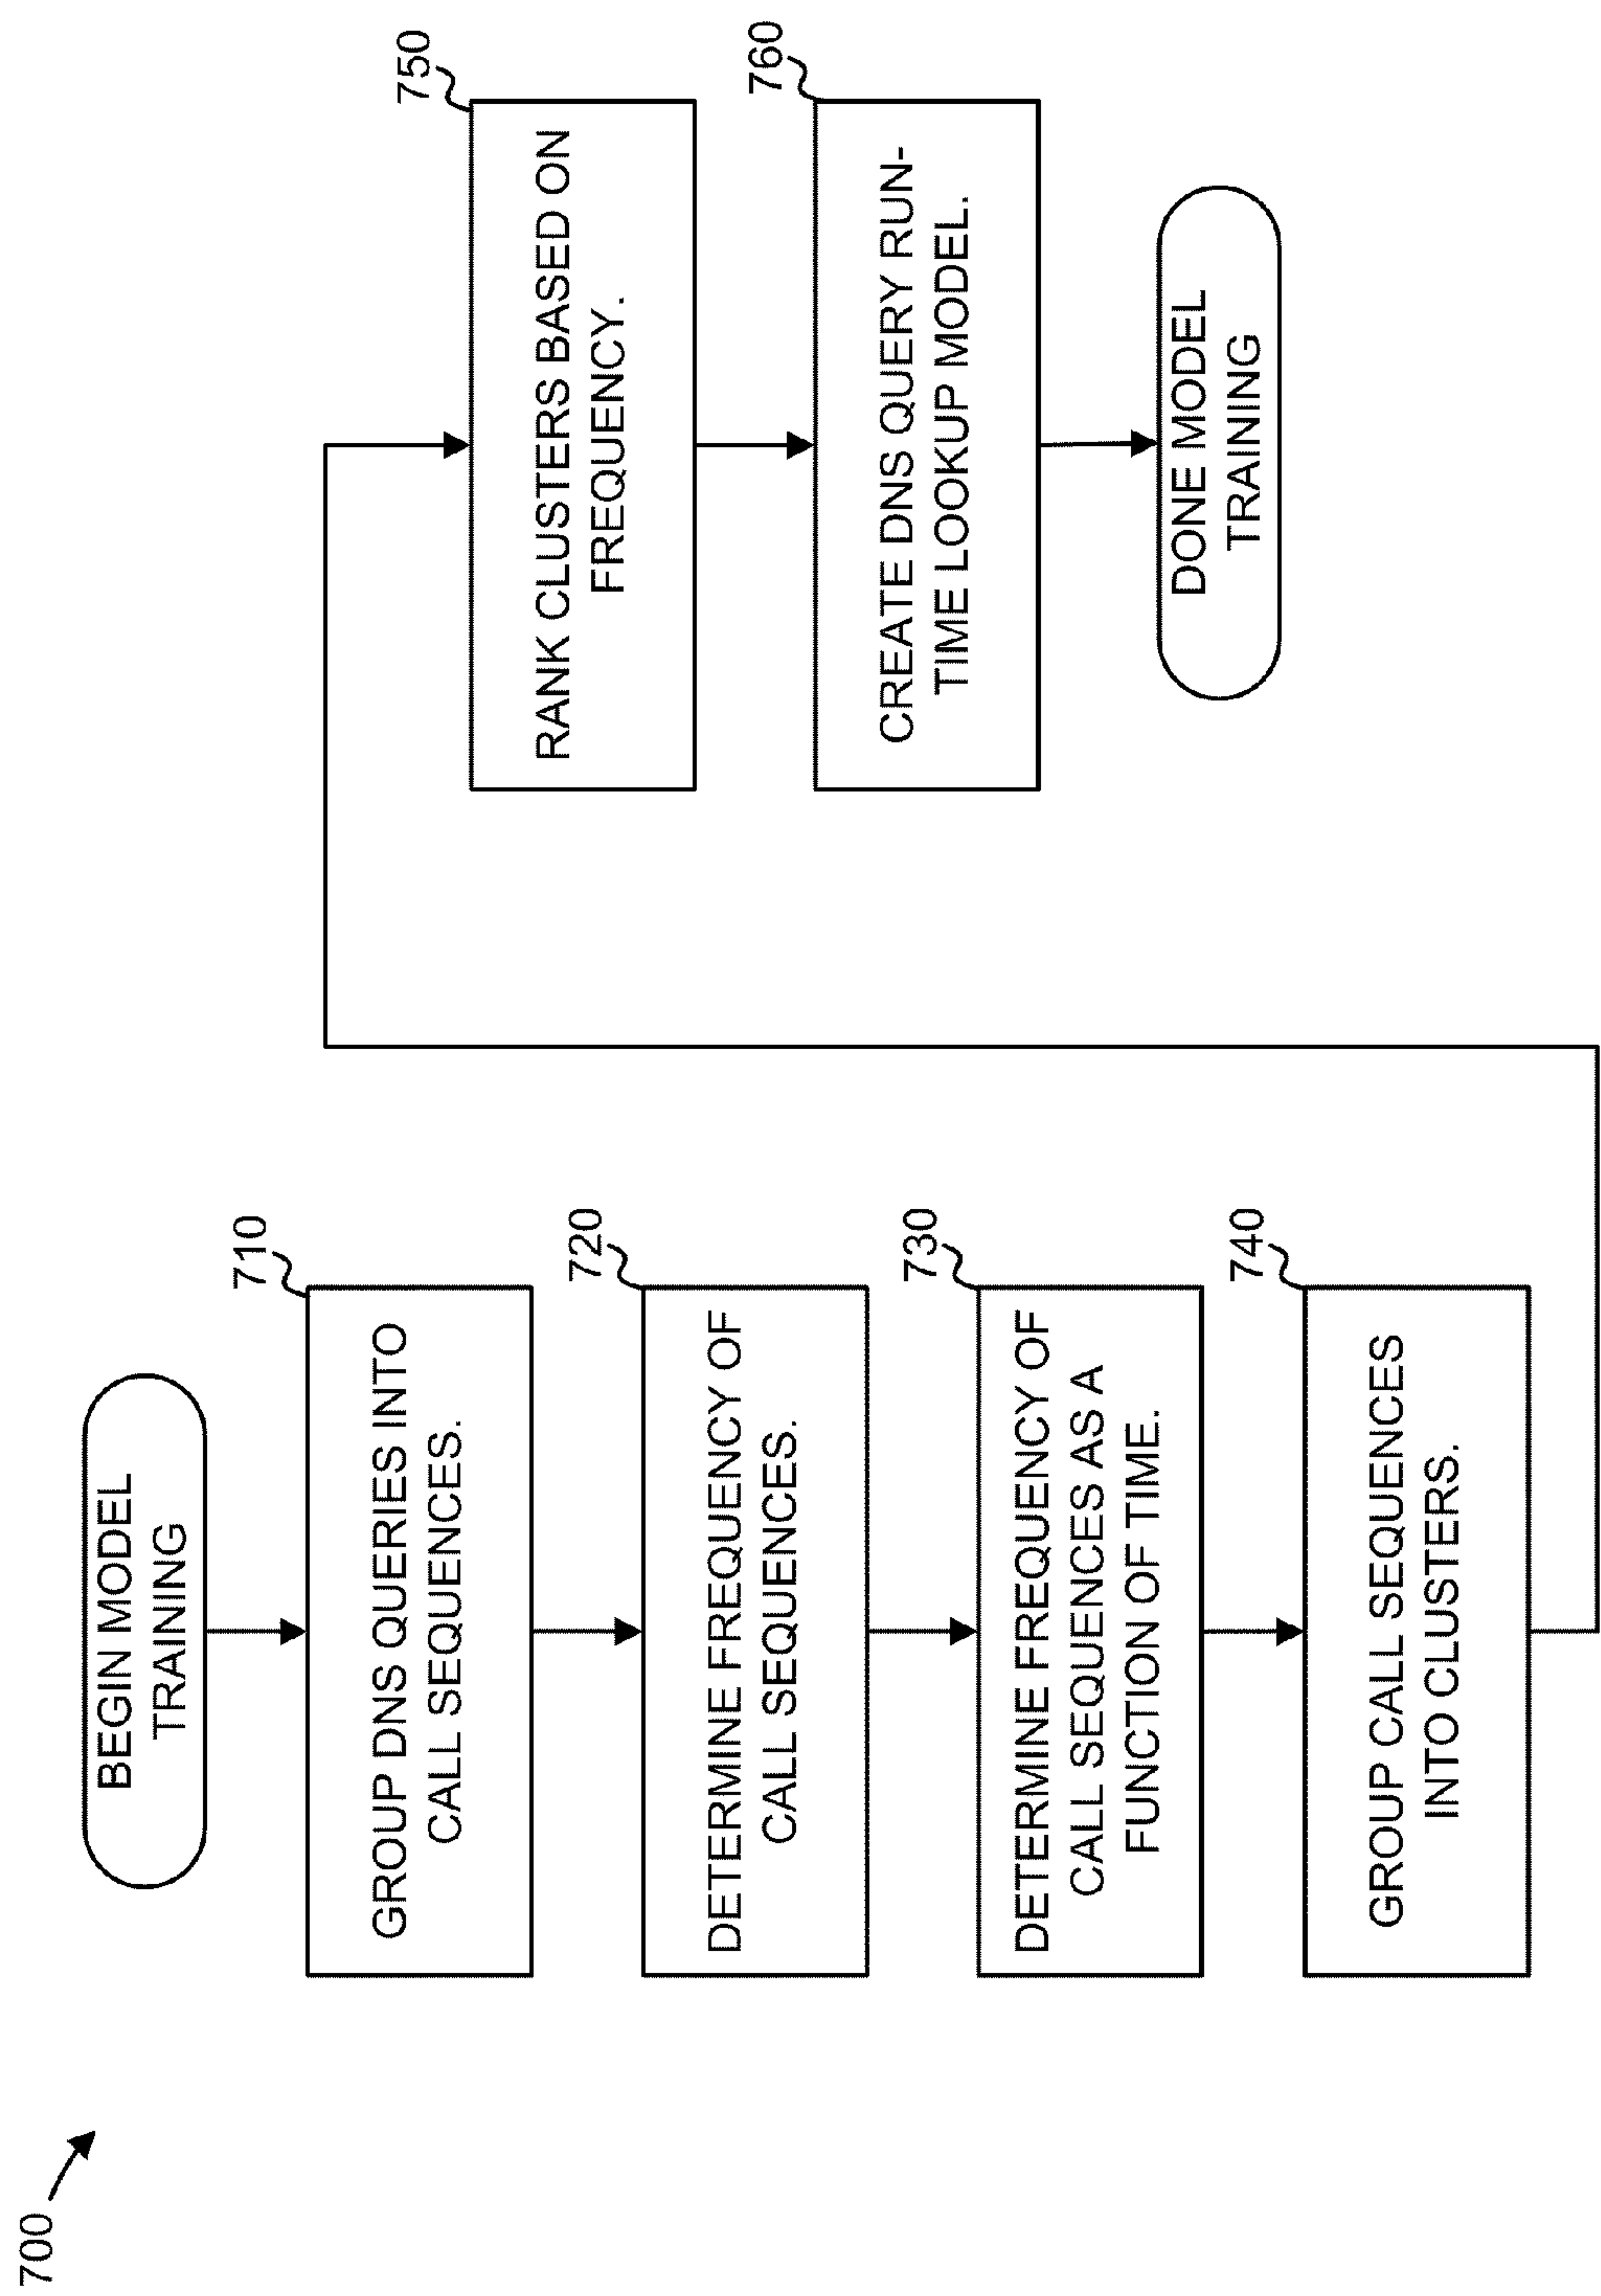 700
BEGIN MODEL
TRAINING
710
GROUP DNS QUERIES INTO
CALL SEQUENCES.
720
DETERMINE FREQUENCY OF
CALL SEQUENCES.
730
DETERMINE FREQUENCY OF
CALL SEQUENCES AS A
FUNCTION OF TIME.
740
GROUP CALL SEQUENCES
INTO CLUSTERS.
750
RANK CLUSTERS BASED ON
FREQUENCY.
760
CREATE DNS QUERY RUN-
TIME LOOKUP MODEL.
DONE MODEL
TRAINING